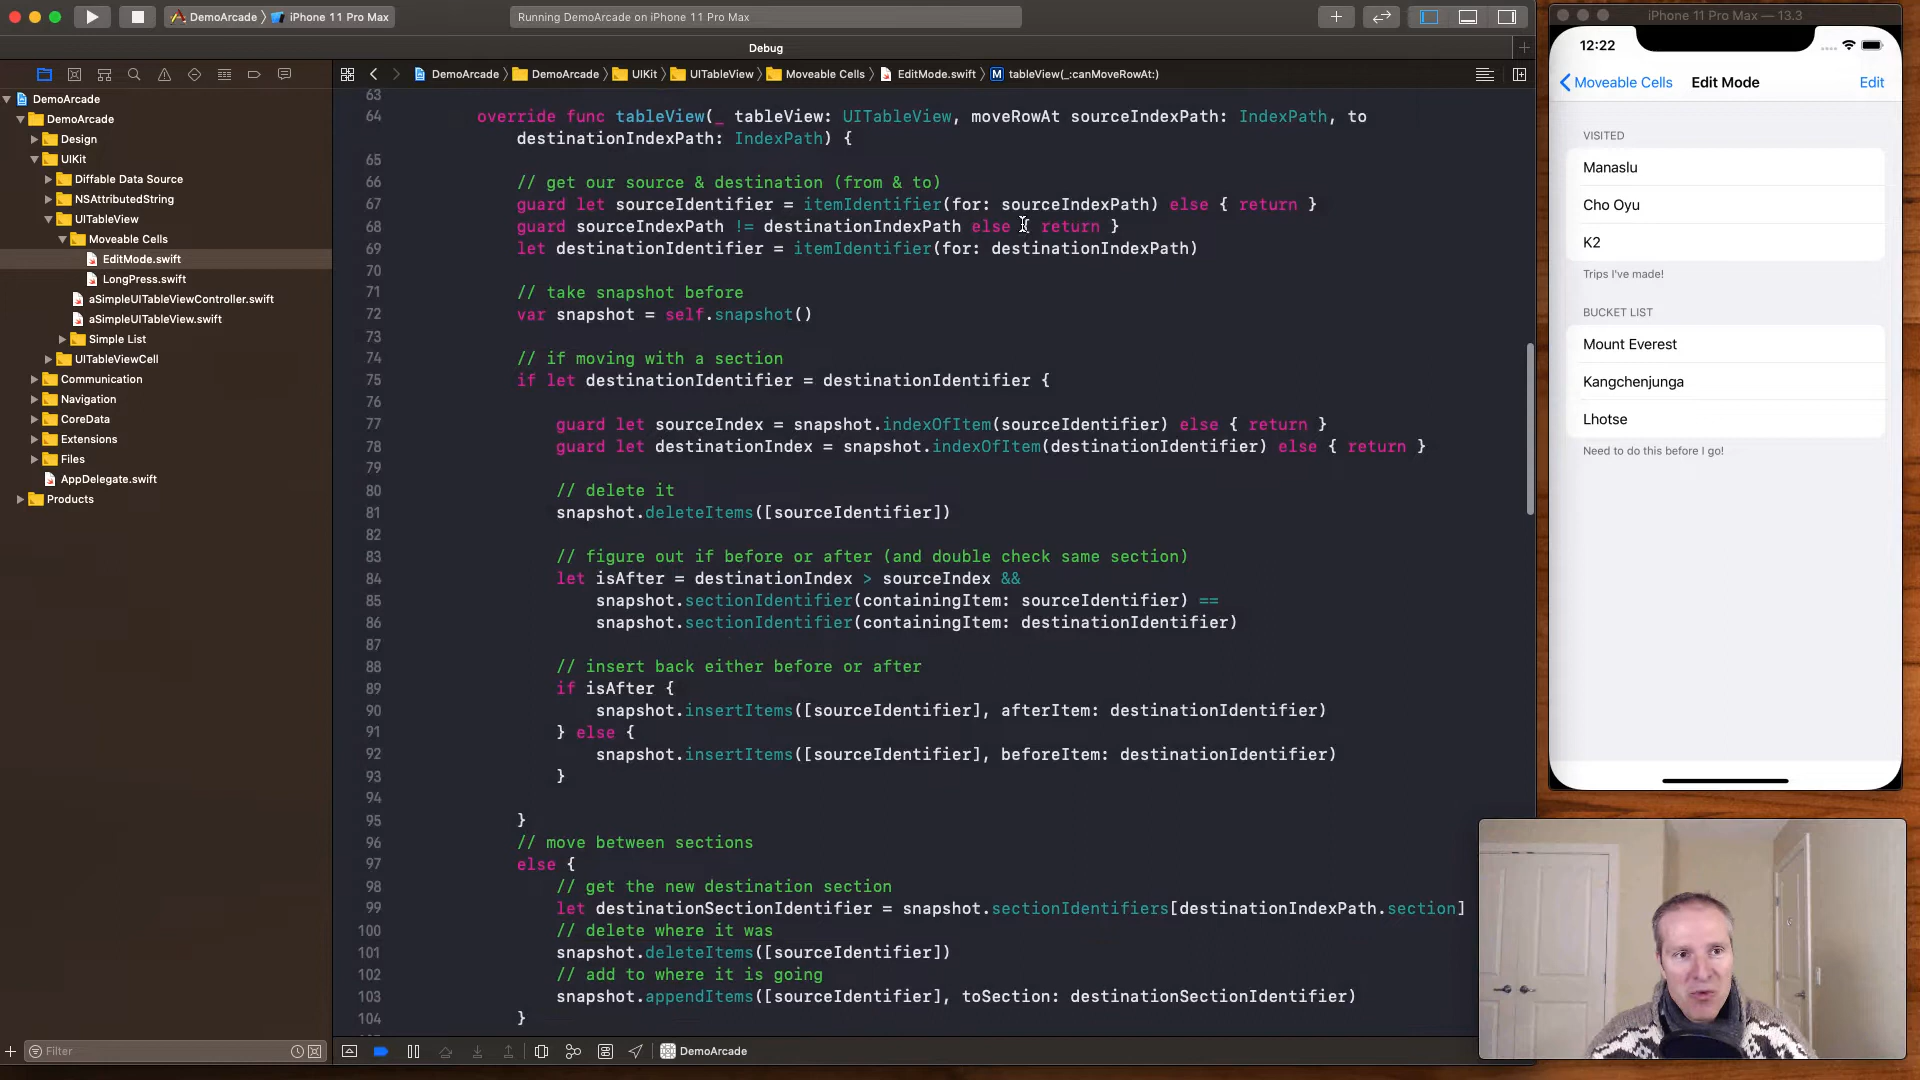 DemoArcade
iPhone 11 Pro Max
Running DemoArcade on iPhone 11 Pro Max
Debug
DemoArcade
DemoArcade
UIKit
UITableView
Moveable Cells
EditMode.swift
M
tableView(_:canMoveRowAt:)
DemoArcade
DemoArcade
Design
UIKit
Diffable Data Source
NSAttributedString
UITableView
Moveable Cells
EditMode.swift
LongPress.swift
aSimpleUITableViewController.swift
aSimpleUITableView.swift
Simple List
UITableViewCell
Communication
Navigation
CoreData
Extensions
Files
AppDelegate.swift
Products
Filter
63
64 override func tableView(_ tableView: UITableView, moveRowAt sourceIndexPath: IndexPath, to
destinationIndexPath: IndexPath) {
65
66 // get our source & destination (from & to)
67 guard let sourceIdentifier = itemIdentifier(for: sourceIndexPath) else { return }
68 guard sourceIndexPath != destinationIndexPath else { return }
69 let destinationIdentifier = itemIdentifier(for: destinationIndexPath)
70
71 // take snapshot before
72 var snapshot = self.snapshot()
73
74 // if moving with a section
75 if let destinationIdentifier = destinationIdentifier {
76
77 guard let sourceIndex = snapshot.indexOfItem(sourceIdentifier) else { return }
78 guard let destinationIndex = snapshot.indexOfItem(destinationIdentifier) else { return }
79
80 // delete it
81 snapshot.deleteItems([sourceIdentifier])
82
83 // figure out if before or after (and double check same section)
84 let isAfter = destinationIndex > sourceIndex &&
85 snapshot.sectionIdentifier(containingItem: sourceIdentifier) ==
86 snapshot.sectionIdentifier(containingItem: destinationIdentifier)
87
88 // insert back either before or after
89 if isAfter {
90 snapshot.insertItems([sourceIdentifier], afterItem: destinationIdentifier)
91 } else {
92 snapshot.insertItems([sourceIdentifier], beforeItem: destinationIdentifier)
93 }
94
95 }
96 // move between sections
97 else {
98 // get the new destination section
99 let destinationSectionIdentifier = snapshot.sectionIdentifiers[destinationIndexPath.section]
100 // delete where it was
101 snapshot.deleteItems([sourceIdentifier])
102 // add to where it is going
103 snapshot.appendItems([sourceIdentifier], toSection: destinationSectionIdentifier)
104 }
DemoArcade
iPhone 11 Pro Max — 13.3
12:22
Moveable Cells
Edit Mode
Edit
VISITED
Manaslu
Cho Oyu
K2
Trips I've made!
BUCKET LIST
Mount Everest
Kangchenjunga
Lhotse
Need to do this before I go!